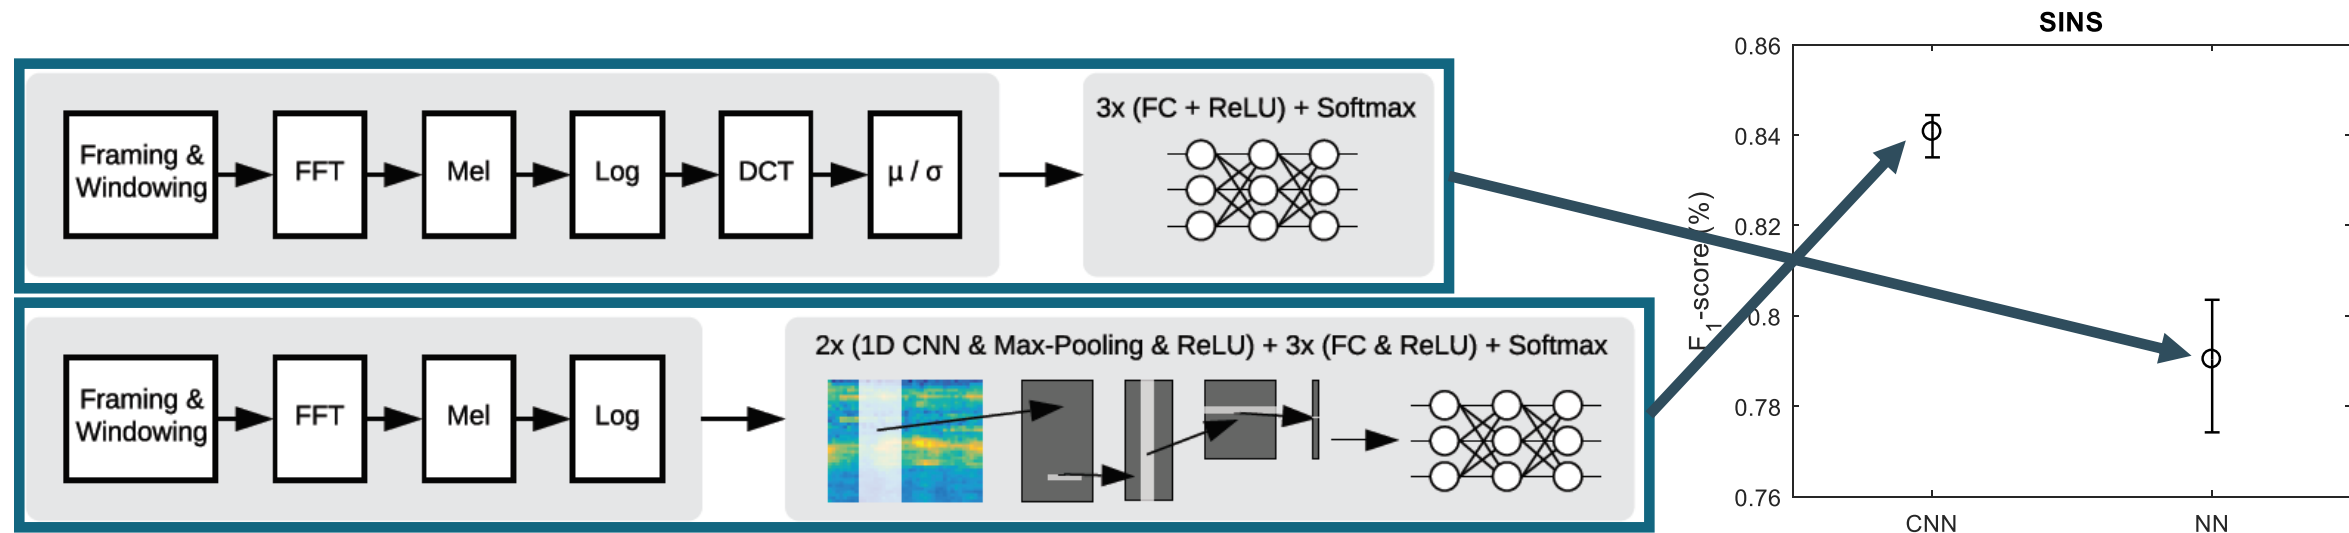 Framing &
Windowing
FFT
Mel
Log
DCT
μ / σ
3x (FC + ReLU) + Softmax
Framing &
Windowing
FFT
Mel
Log
2x (1D CNN & Max-Pooling & ReLU) + 3x (FC & ReLU) + Softmax
SINS
F1-score (%)
0.86
0.84
0.82
0.8
0.78
0.76
CNN
NN